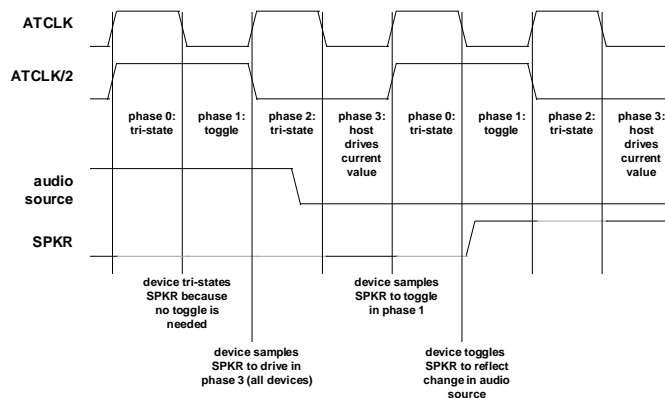 ATCLK
ATCLK/2
phase 0:
tri-state
phase 1:
toggle
phase 2:
tri-state
phase 3:
host
drives
current
value
phase 0:
tri-state
phase 1:
toggle
phase 2:
tri-state
phase 3:
host
drives
current
value
audio
source
SPKR
device tri-states
SPKR because
no toggle is
needed
device samples
SPKR to toggle
in phase 1
device samples
SPKR to drive in
phase 3 (all devices)
device toggles
SPKR to reflect
change in audio
source